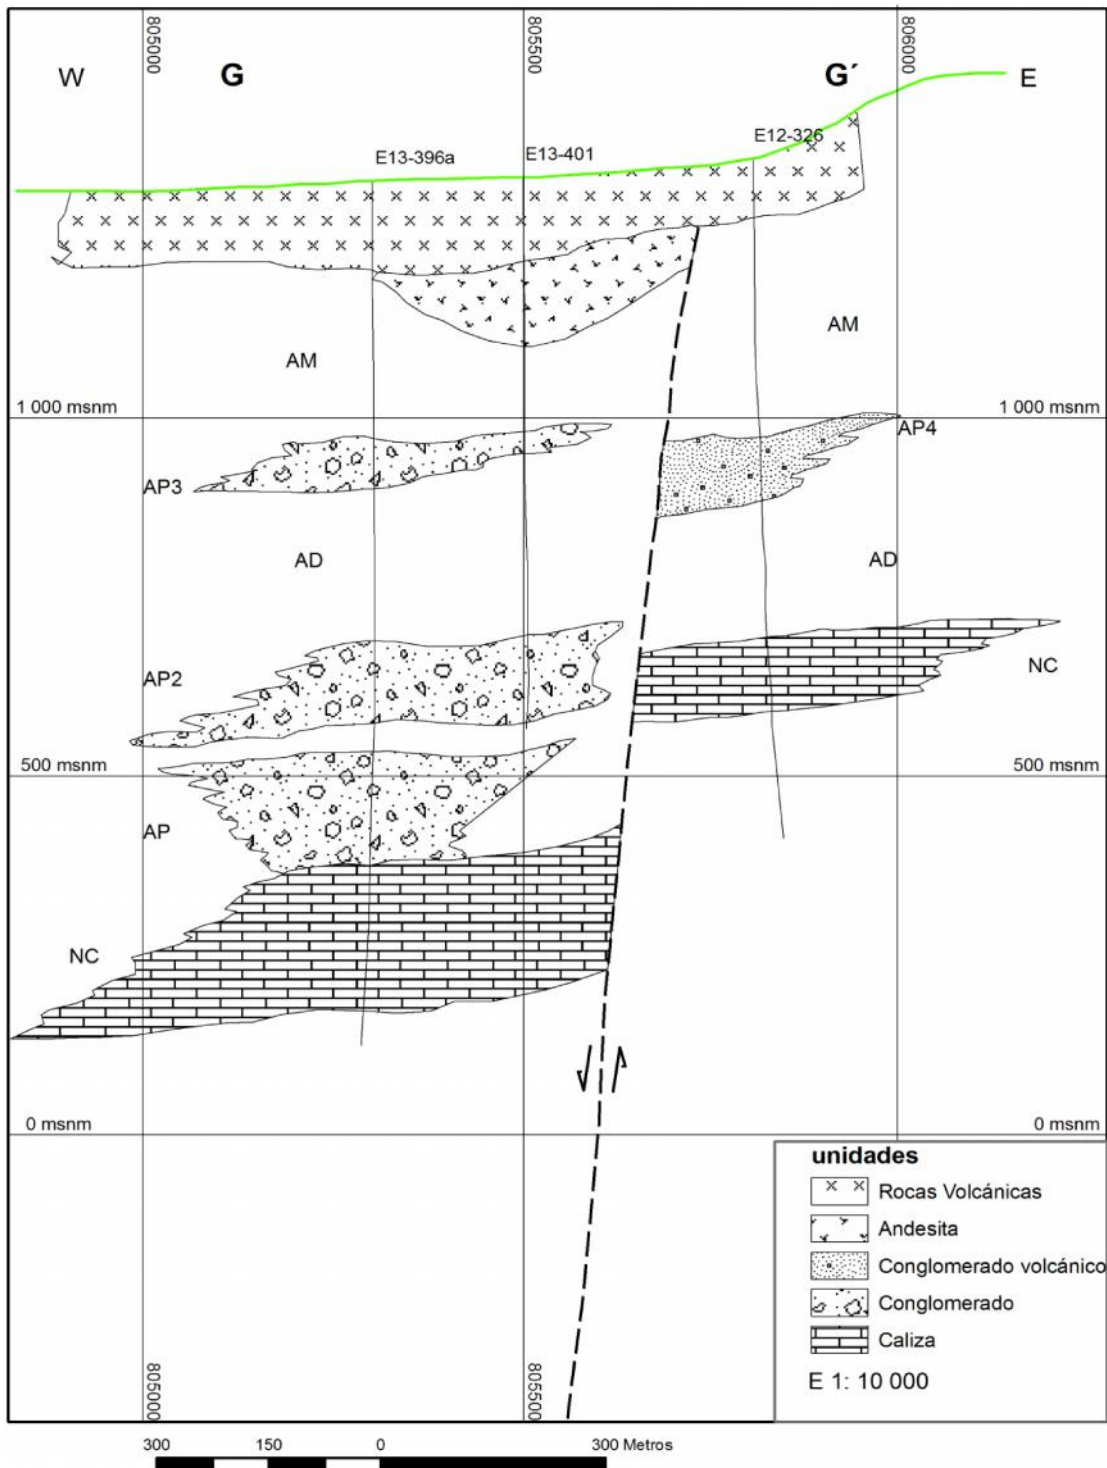 805000
805500
806000
W
G
G´
E
E13-396a
E13-401
E12-326
AM
AM
1 000 msnm
1 000 msnm
AP4
AP3
AD
AD
AP2
NC
500 msnm
500 msnm
AP
NC
0 msnm
0 msnm
unidades
Rocas Volcánicas
Andesita
Conglomerado volcánico
Conglomerado
Caliza
E 1: 10 000
805000
805500
300 150 0 300 Metros